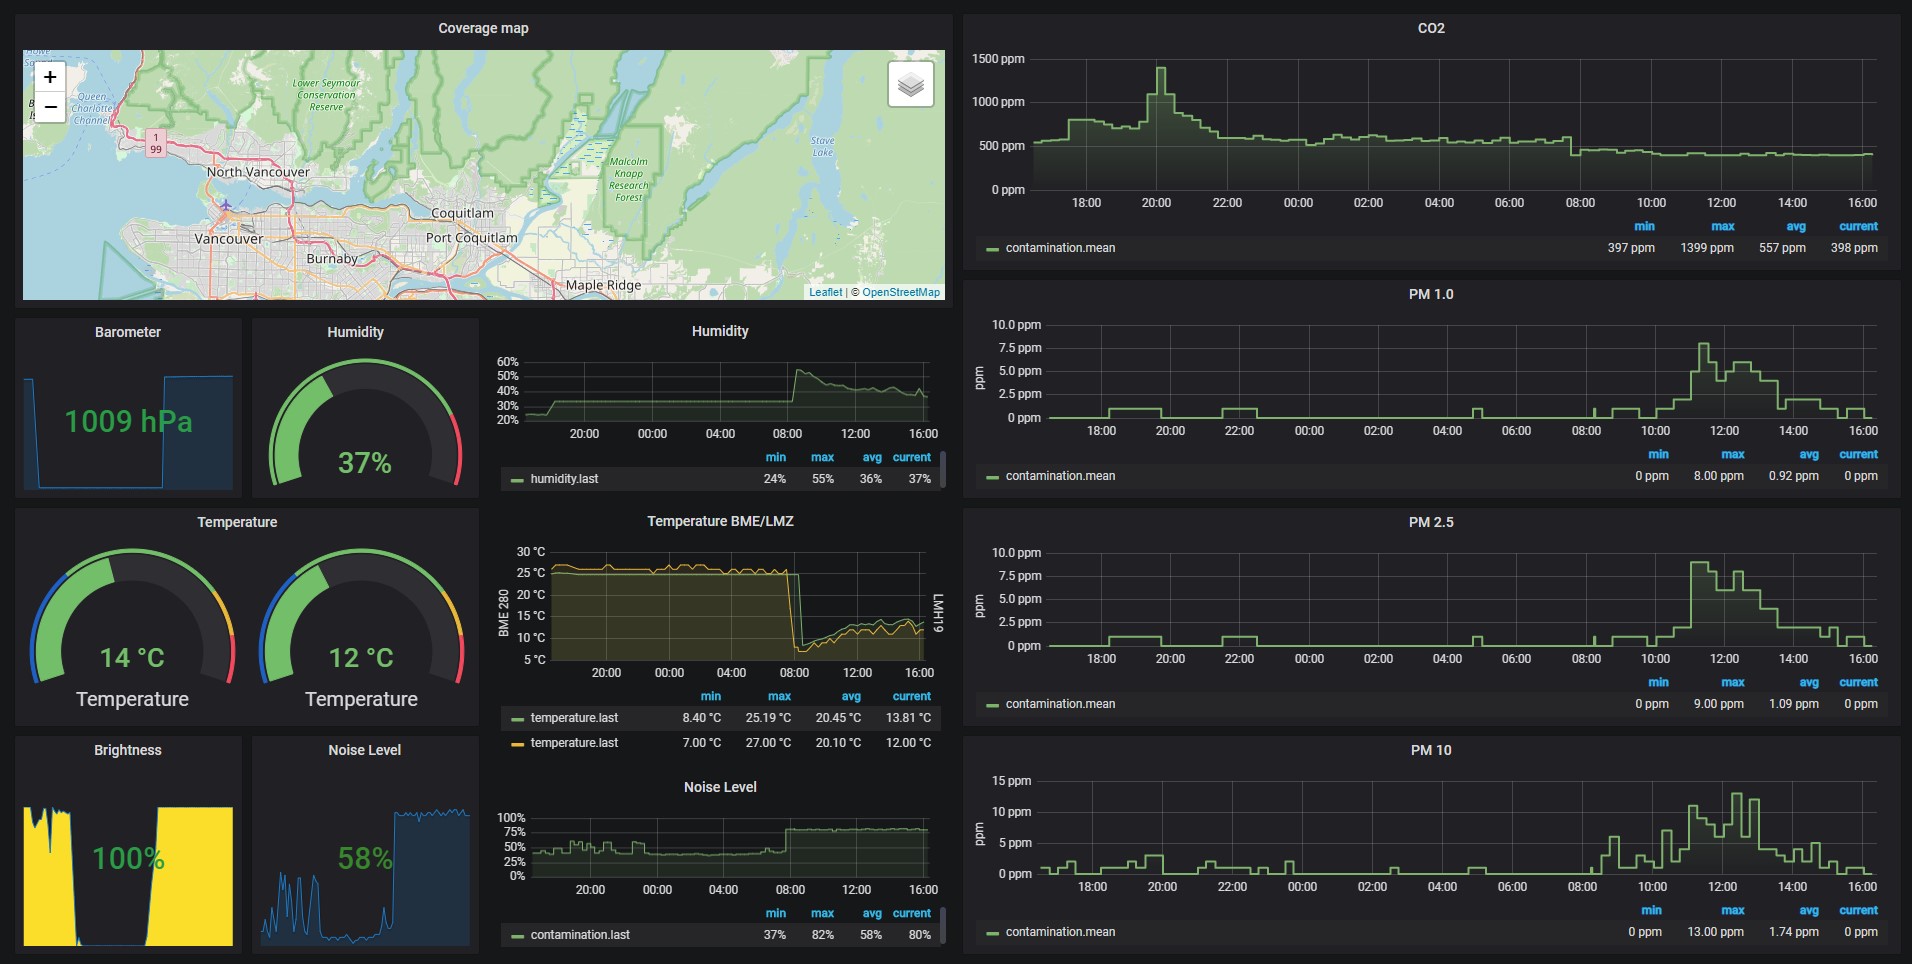 Coverage map
+
−
Queen
Charlotte
Channel
Lower Seymour
Conservation
Reserve
1
99
North Vancouver
Vancouver
Burnaby
Coquitlam
Port Coquitlam
Maple Ridge
Malcolm
Knapp
Research
Forest
Stave
Lake
Leaflet | © OpenStreetMap
CO2
1500 ppm
1000 ppm
500 ppm
0 ppm
18:00 20:00 22:00 00:00 02:00 04:00 06:00 08:00 10:00 12:00 14:00 16:00
min max avg current
contamination.mean 397 ppm 1399 ppm 557 ppm 398 ppm
Barometer
1009 hPa
Humidity
37%
Humidity
60%
50%
40%
30%
20%
20:00 00:00 04:00 08:00 12:00 16:00
min max avg current
humidity.last 24% 55% 36% 37%
PM 1.0
ppm
10.0 ppm
7.5 ppm
5.0 ppm
2.5 ppm
0 ppm
18:00 20:00 22:00 00:00 02:00 04:00 06:00 08:00 10:00 12:00 14:00 16:00
min max avg current
contamination.mean 0 ppm 8.00 ppm 0.92 ppm 0 ppm
Temperature
14 °C
Temperature
12 °C
Temperature
Temperature BME/LMZ
BME 280
LMH19
30 °C
25 °C
20 °C
15 °C
10 °C
5 °C
20:00 00:00 04:00 08:00 12:00 16:00
min max avg current
temperature.last 8.40 °C 25.19 °C 20.45 °C 13.81 °C
temperature.last 7.00 °C 27.00 °C 20.10 °C 12.00 °C
PM 2.5
ppm
10.0 ppm
7.5 ppm
5.0 ppm
2.5 ppm
0 ppm
18:00 20:00 22:00 00:00 02:00 04:00 06:00 08:00 10:00 12:00 14:00 16:00
min max avg current
contamination.mean 0 ppm 9.00 ppm 1.09 ppm 0 ppm
Brightness
100%
Noise Level
58%
Noise Level
100%
75%
50%
25%
0%
20:00 00:00 04:00 08:00 12:00 16:00
min max avg current
contamination.last 37% 82% 58% 80%
PM 10
ppm
15 ppm
10 ppm
5 ppm
0 ppm
18:00 20:00 22:00 00:00 02:00 04:00 06:00 08:00 10:00 12:00 14:00 16:00
min max avg current
contamination.mean 0 ppm 13.00 ppm 1.74 ppm 0 ppm